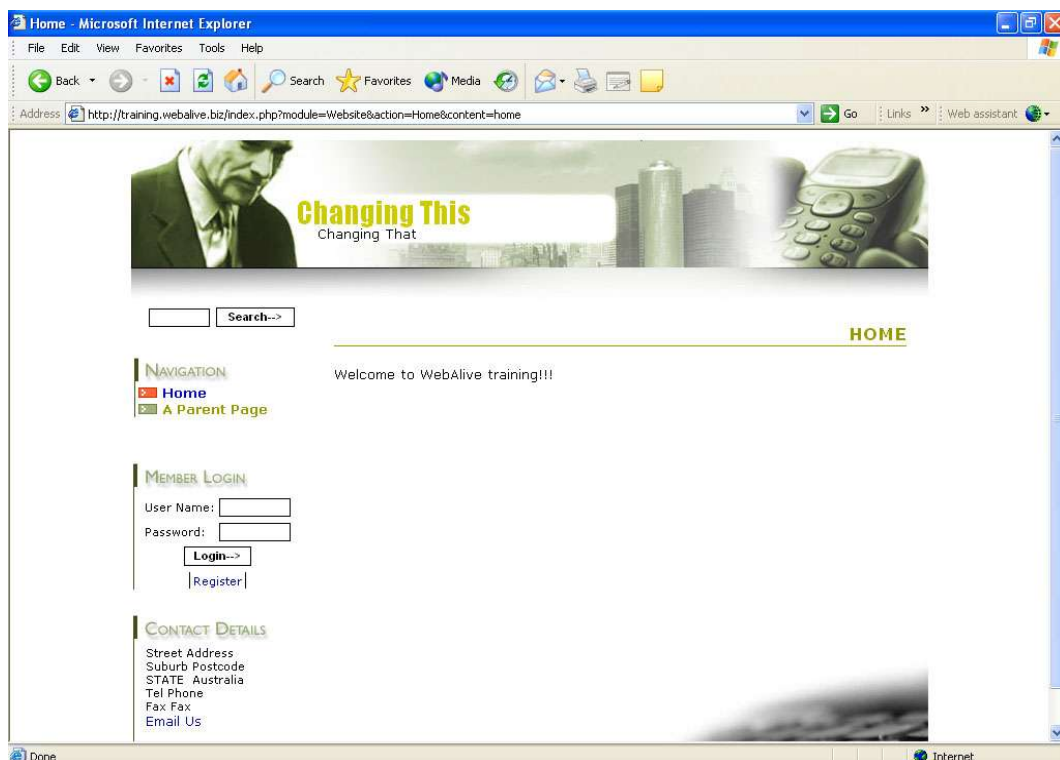 Home - Microsoft Internet Explorer
File Edit View Favorites Tools Help
Back Search Favorites Media
Address http://training.webalive.biz/index.php?module=Website&action=Home&content=home Go Links » Web assistant
Changing This
Changing That
Search-->
HOME
NAVIGATION
Welcome to WebAlive training!!!
Home
A Parent Page
MEMBER LOGIN
User Name:
Password:
Login-->
|Register|
CONTACT DETAILS
Street Address
Suburb Postcode
STATE Australia
Tel Phone
Fax Fax
Email Us
Done Internet